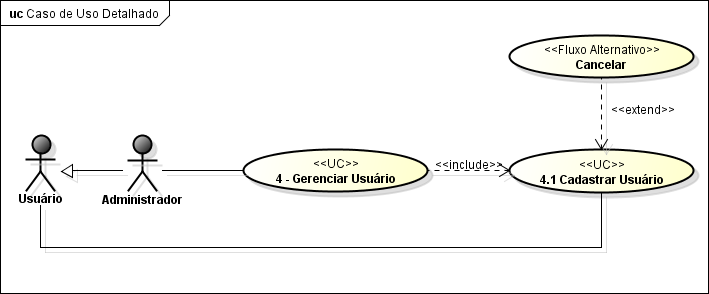 uc Caso de Uso Detalhado
<<Fluxo Alternativo>>
Cancelar
<<extend>>
<<UC>>
4 - Gerenciar Usuário
<<include>>
<<UC>>
4.1 Cadastrar Usuário
Usuário
Administrador